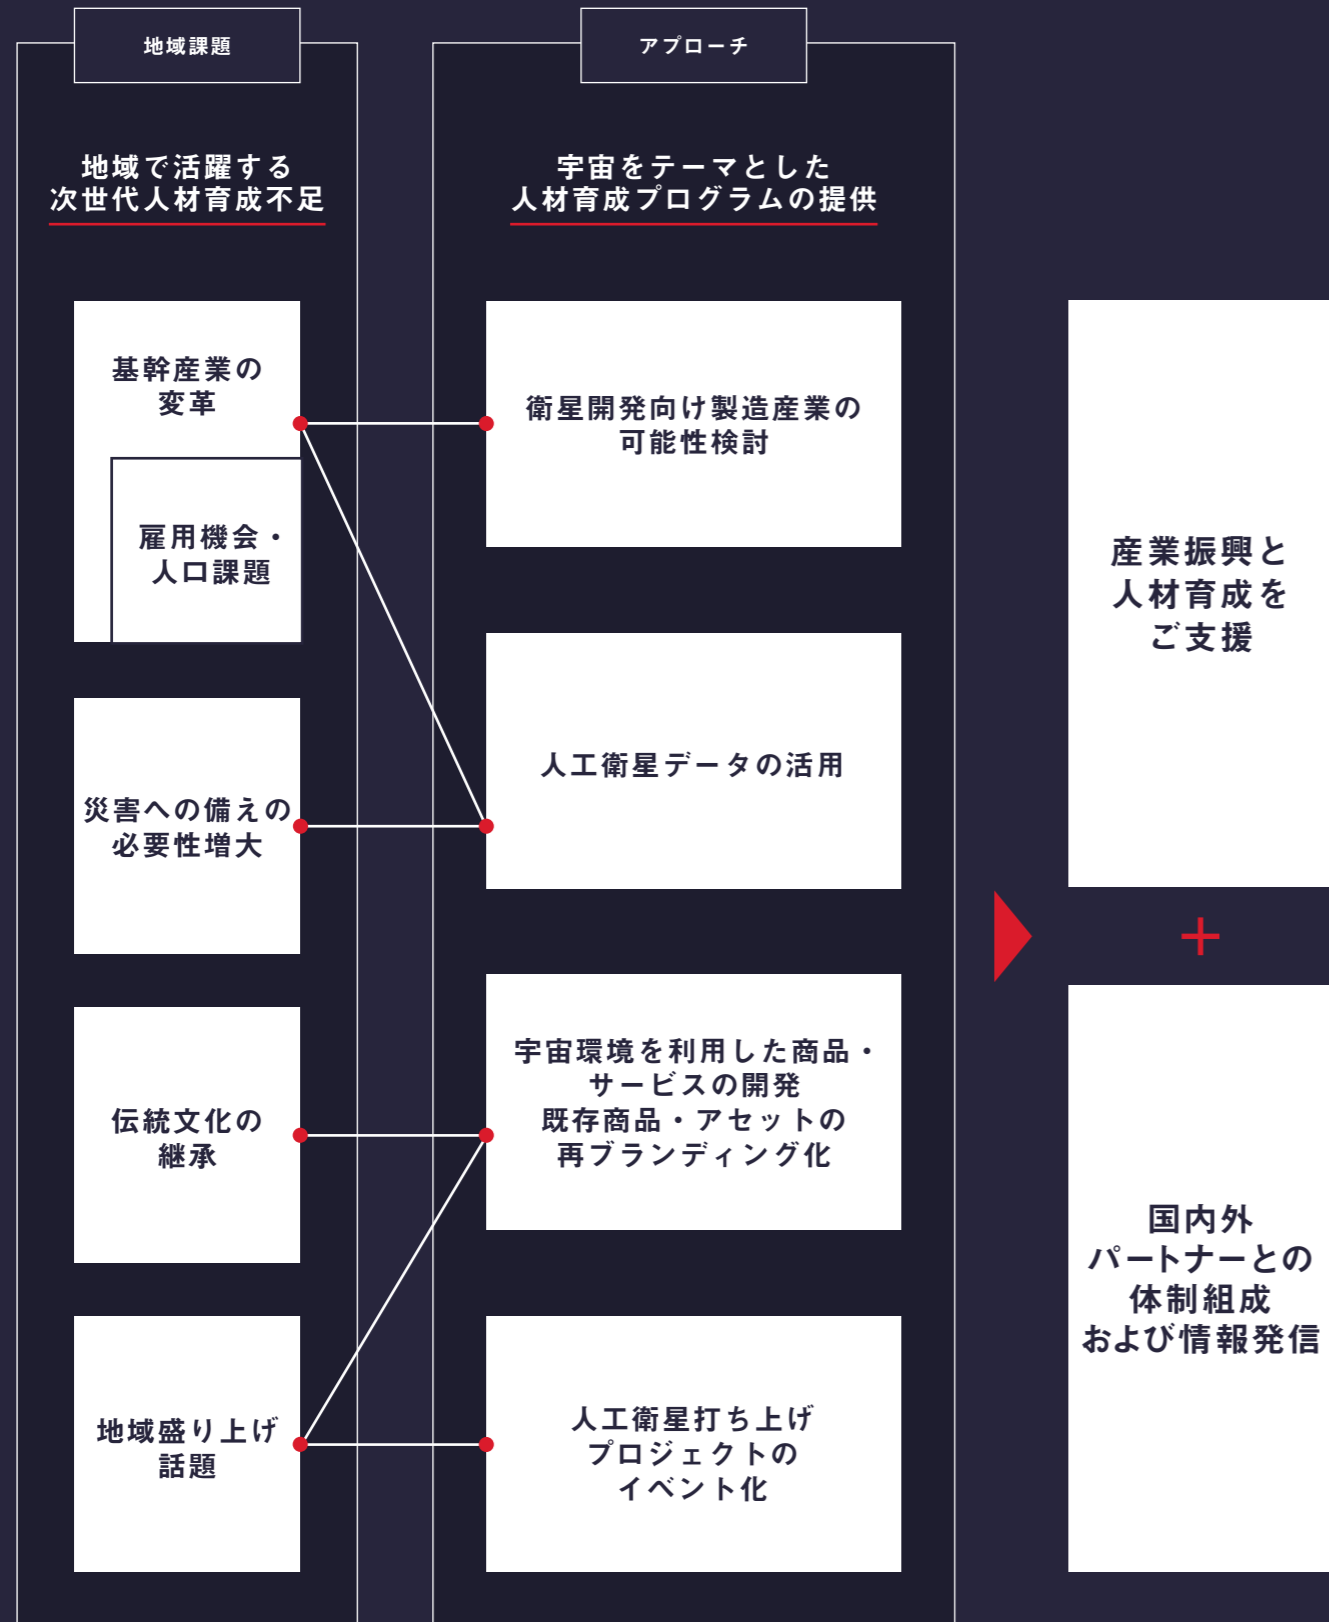 地域課題
地域で活躍する
次世代人材育成不足
基幹産業の
変革
雇用機会・
人口課題
災害への備えの
必要性増大
伝統文化の
継承
地域盛り上げ
話題
アプローチ
宇宙をテーマとした
人材育成プログラムの提供
衛星開発向け製造産業の
可能性検討
人工衛星データの活用
宇宙環境を利用した商品・
サービスの開発
既存商品・アセットの
再ブランディング化
人工衛星打ち上げ
プロジェクトの
イベント化
産業振興と
人材育成を
ご支援
+
国内外
パートナーとの
体制組成
および情報発信